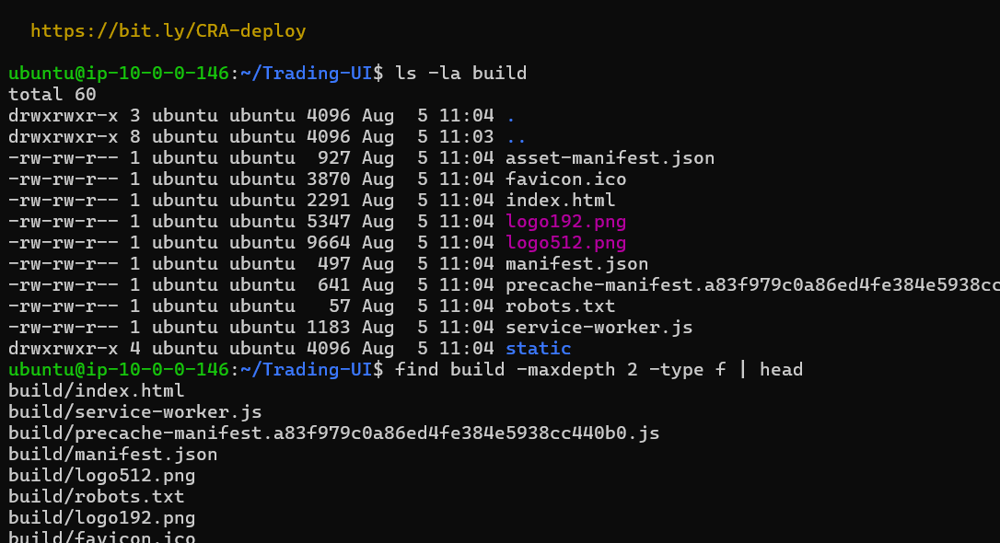 https://bit.ly/CRA-deploy
ubuntu@ip-10-0-0-146:~/Trading-UI$ ls -la build
total 60
drwxrwxr-x 3 ubuntu ubuntu 4096 Aug  5 11:04 .
drwxrwxr-x 8 ubuntu ubuntu 4096 Aug  5 11:03 ..
-rw-rw-r-- 1 ubuntu ubuntu  927 Aug  5 11:04 asset-manifest.json
-rw-rw-r-- 1 ubuntu ubuntu 3870 Aug  5 11:04 favicon.ico
-rw-rw-r-- 1 ubuntu ubuntu 2291 Aug  5 11:04 index.html
-rw-rw-r-- 1 ubuntu ubuntu 5347 Aug  5 11:04 logo192.png
-rw-rw-r-- 1 ubuntu ubuntu 9664 Aug  5 11:04 logo512.png
-rw-rw-r-- 1 ubuntu ubuntu  497 Aug  5 11:04 manifest.json
-rw-rw-r-- 1 ubuntu ubuntu  641 Aug  5 11:04 precache-manifest.a83f979c0a86ed4fe384e5938cc
-rw-rw-r-- 1 ubuntu ubuntu   57 Aug  5 11:04 robots.txt
-rw-rw-r-- 1 ubuntu ubuntu 1183 Aug  5 11:04 service-worker.js
drwxrwxr-x 4 ubuntu ubuntu 4096 Aug  5 11:04 static
ubuntu@ip-10-0-0-146:~/Trading-UI$ find build -maxdepth 2 -type f | head
build/index.html
build/service-worker.js
build/precache-manifest.a83f979c0a86ed4fe384e5938cc440b0.js
build/manifest.json
build/logo512.png
build/robots.txt
build/logo192.png
build/favicon.ico